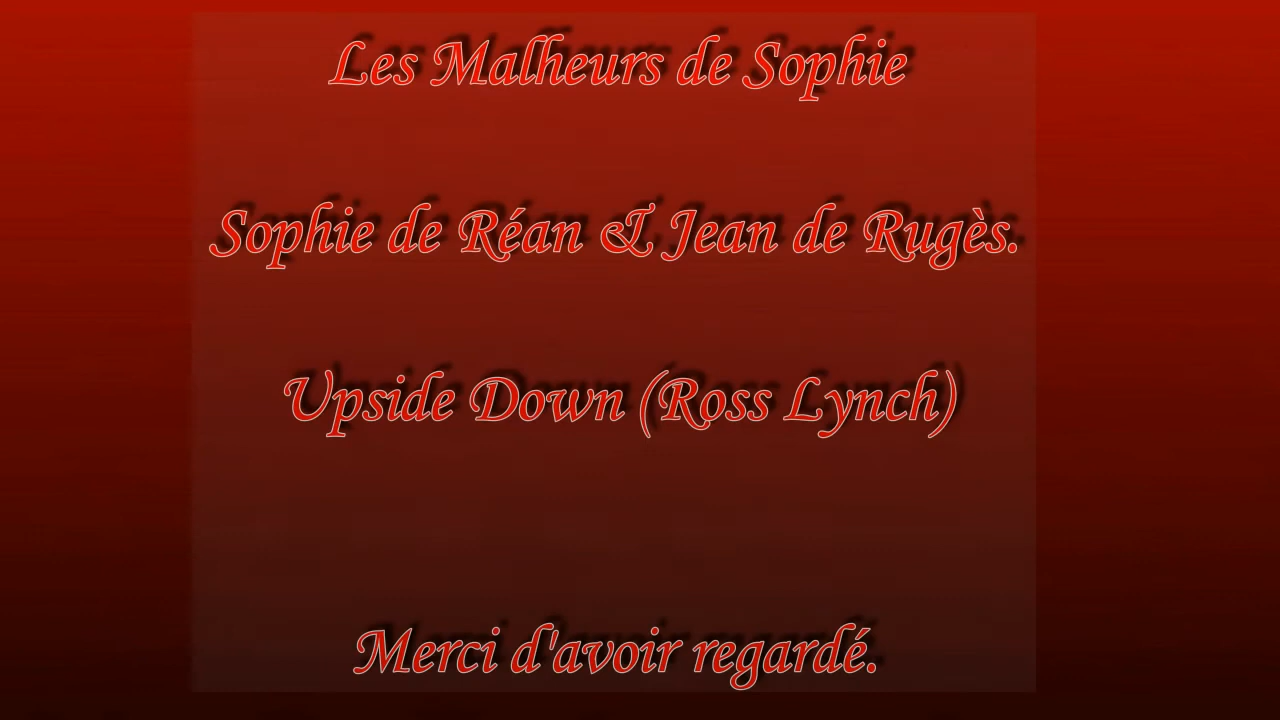 Les Malheurs de Sophie
Sophie de Réan & Jean de Rugès.
Upside Down (Ross Lynch)
Merci d'avoir regardé.